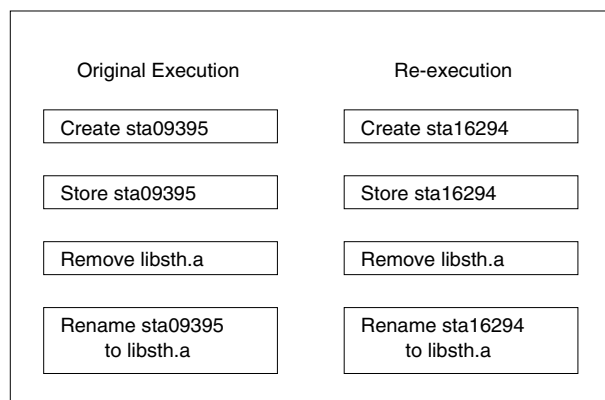 Original Execution
Create sta09395
Store sta09395
Remove libsth.a
Rename sta09395
to libsth.a
Re-execution
Create sta16294
Store sta16294
Remove libsth.a
Rename sta16294
to libsth.a